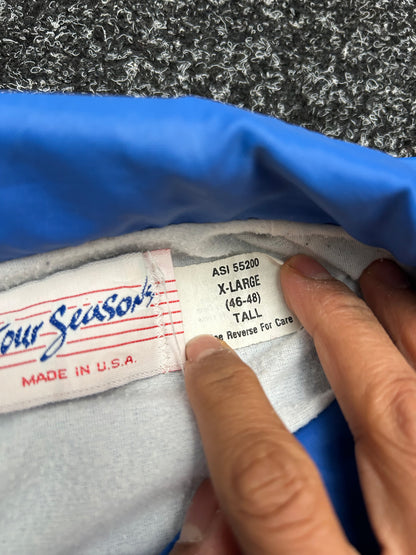 Four Seasons
MADE IN U.S.A.
ASI 55200
X-LARGE
(46-48)
TALL
Reverse For Care